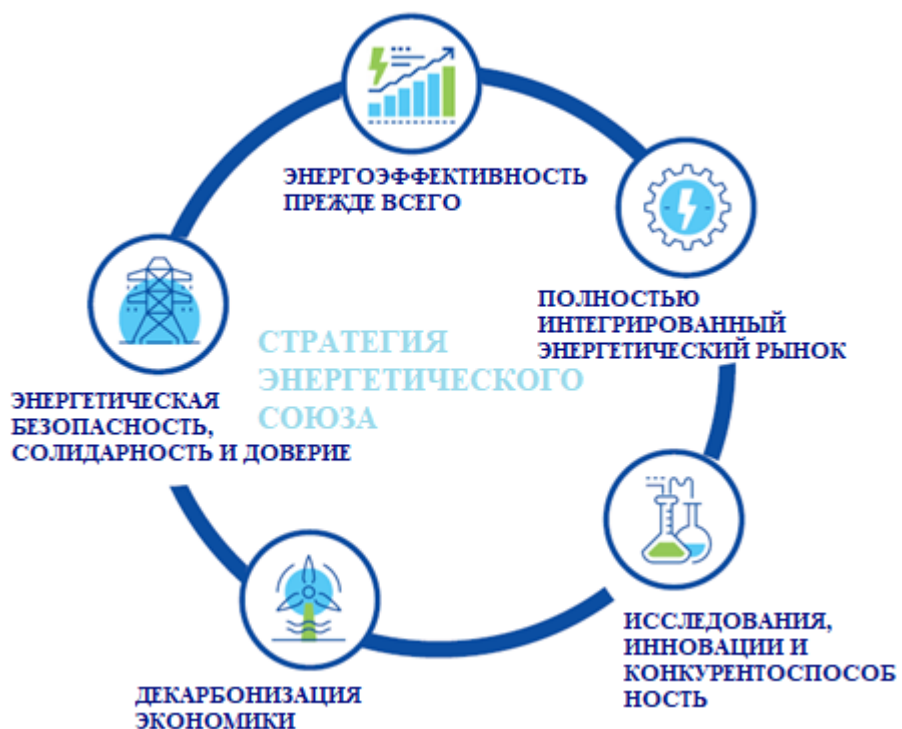 ЭНЕРГОЭФФЕКТИВНОСТЬ
ПРЕЖДЕ ВСЕГО
ПОЛНОСТЬЮ
ИНТЕГРИРОВАННЫЙ
ЭНЕРГЕТИЧЕСКИЙ РЫНОК
СТРАТЕГИЯ
ЭНЕРГЕТИЧЕСКОГО
СОЮЗА
ЭНЕРГЕТИЧЕСКАЯ
БЕЗОПАСНОСТЬ,
СОЛИДАРНОСТЬ И ДОВЕРИЕ
ИССЛЕДОВАНИЯ,
ИННОВАЦИИ И
КОНКУРЕНТОСПОСОБ
НОСТЬ
ДЕКАРБОНИЗАЦИЯ
ЭКОНОМИКИ